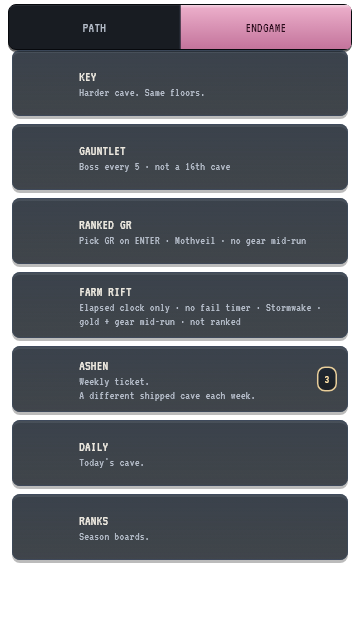 PATH
ENDGAME
KEY
Harder cave. Same floors.
GAUNTLET
Boss every 5 · not a 16th cave
RANKED GR
Pick GR on ENTER · Mothveil · no gear mid-run
FARM RIFT
Elapsed clock only · no fail timer · Stormwake ·
gold + gear mid-run · not ranked
ASHEN
Weekly ticket.
A different shipped cave each week.
3
DAILY
Today's cave.
RANKS
Season boards.